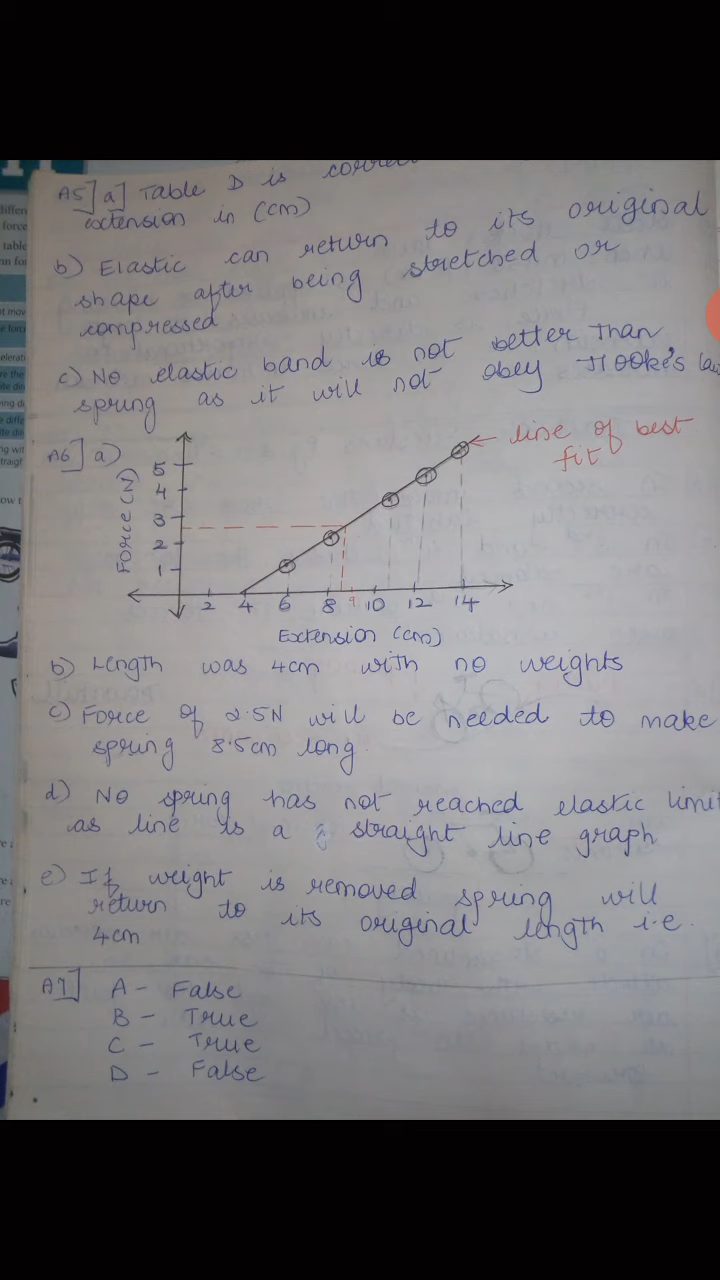 A5] a] Table D is correct
extension in (cm)
b) Elastic can return to its original
shape after being stretched or
compressed
c) No elastic band is not better than
spring as it will not obey Hooke's law
A6] a)
← line of best
fit
Force (N)
5
4
3
2
1
2 4 6 8 9 10 12 14
Extension (cm)
b) Length was 4cm with no weights
c) Force of 2.5N will be needed to make
spring 8.5cm long
d) No spring has not reached elastic limit
as line is a straight line graph
e) If weight is removed spring will
return to its original length i.e.
4cm
A7] A - False
B - True
C - True
D - False